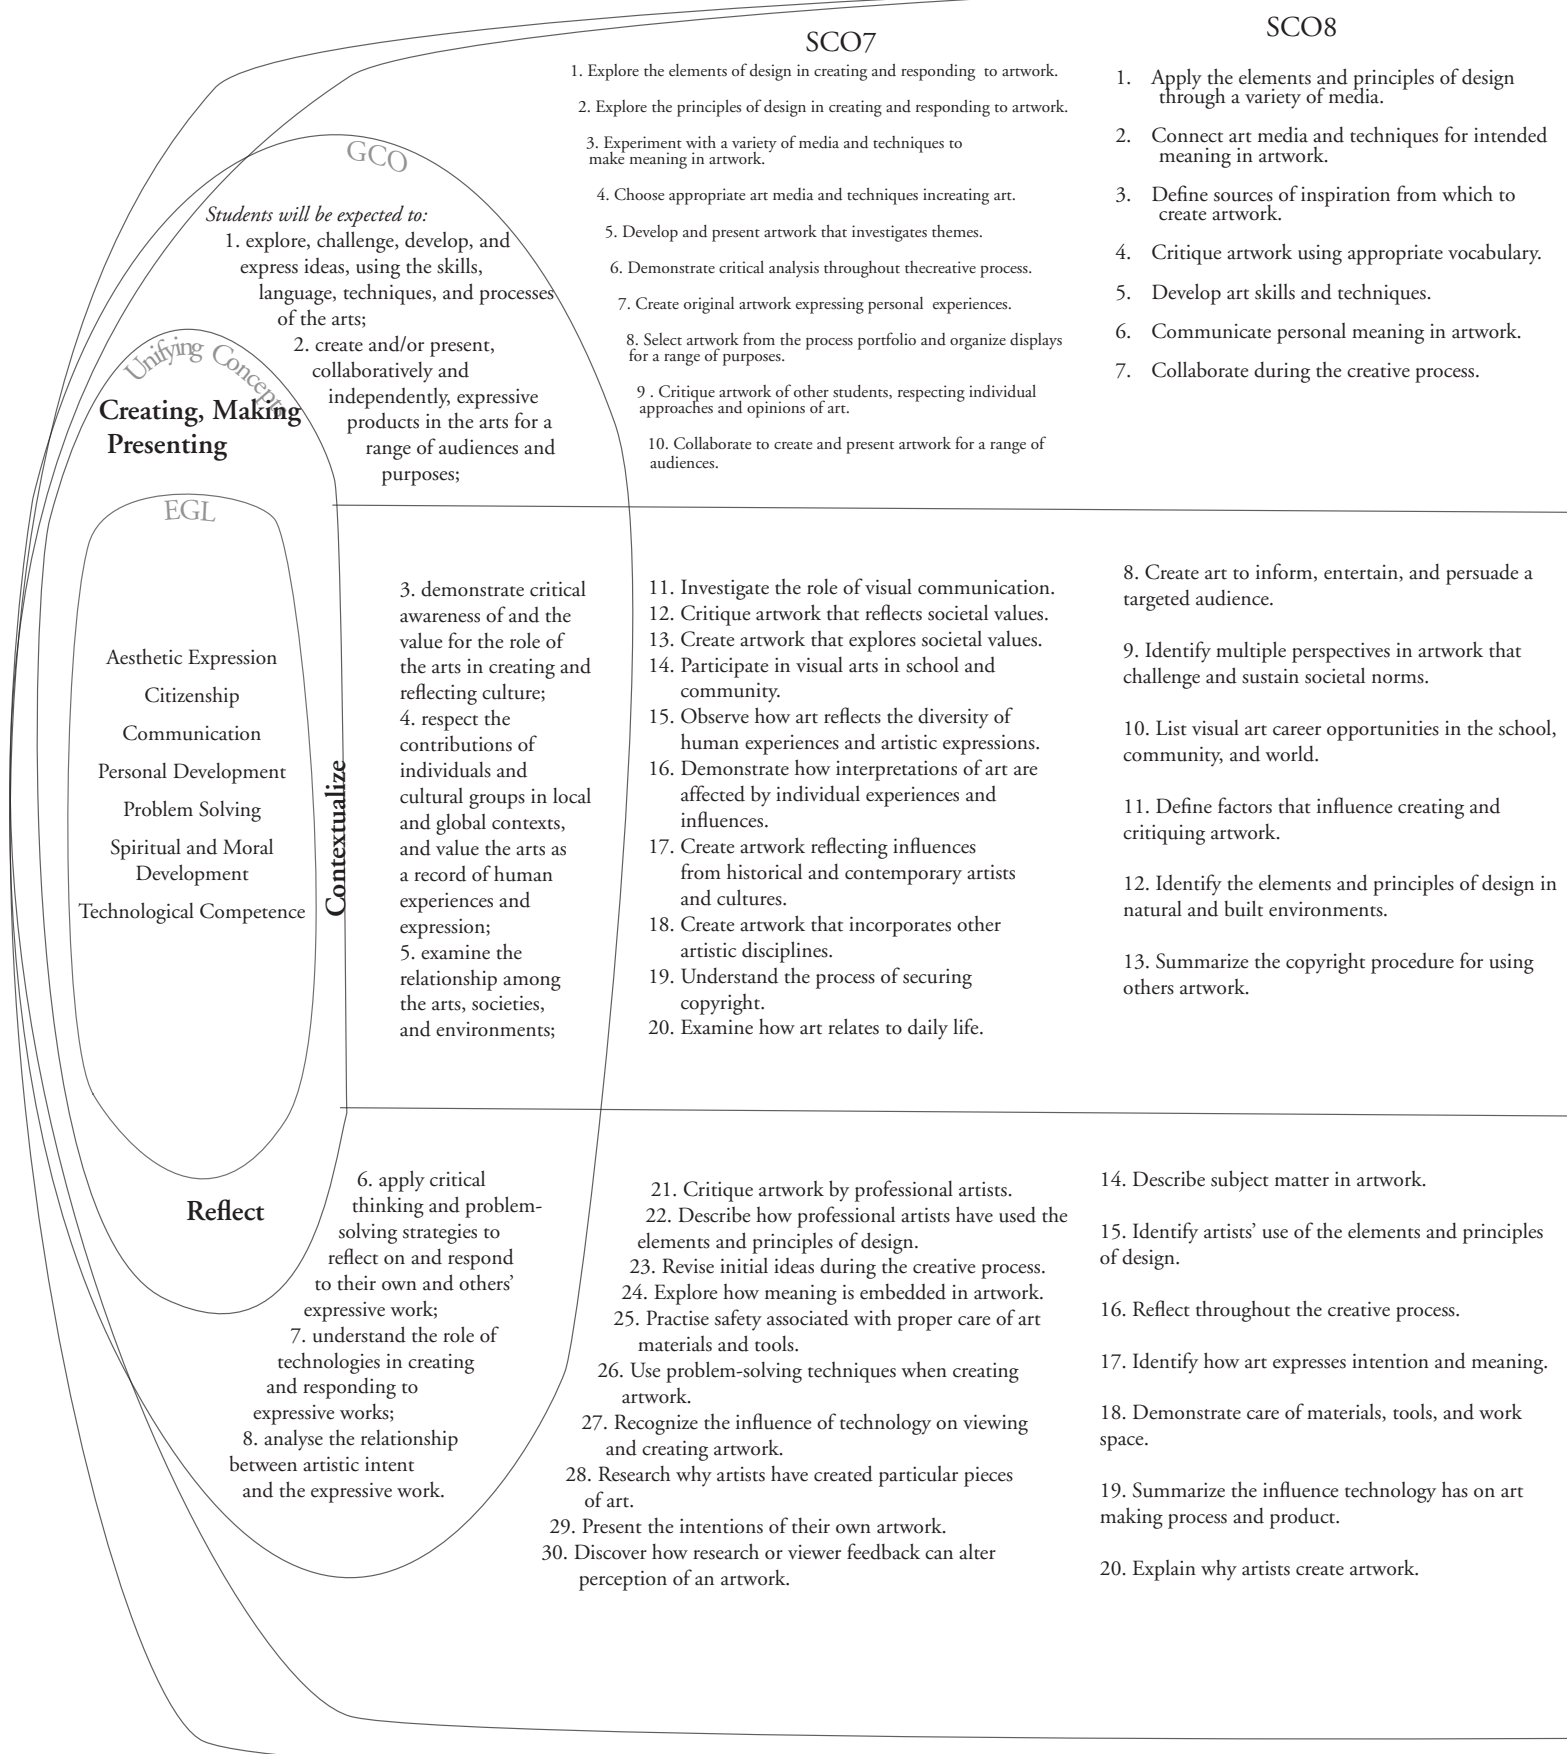 SCO7
1. Explore the elements of design in creating and responding to artwork.
2. Explore the principles of design in creating and responding to artwork.
3. Experiment with a variety of media and techniques to
make meaning in artwork.
4. Choose appropriate art media and techniques increating art.
5. Develop and present artwork that investigates themes.
6. Demonstrate critical analysis throughout thecreative process.
7. Create original artwork expressing personal experiences.
8. Select artwork from the process portfolio and organize displays
for a range of purposes.
9 . Critique artwork of other students, respecting individual
approaches and opinions of art.
10. Collaborate to create and present artwork for a range of
audiences.
SCO8
1. Apply the elements and principles of design
through a variety of media.
2. Connect art media and techniques for intended
meaning in artwork.
3. Define sources of inspiration from which to
create artwork.
4. Critique artwork using appropriate vocabulary.
5. Develop art skills and techniques.
6. Communicate personal meaning in artwork.
7. Collaborate during the creative process.
GCO
Students will be expected to:
1. explore, challenge, develop, and
express ideas, using the skills,
language, techniques, and processes
of the arts;
2. create and/or present,
collaboratively and
independently, expressive
products in the arts for a
range of audiences and
purposes;
Unifying Concepts
Creating, Making
Presenting
EGL
Aesthetic Expression
Citizenship
Communication
Personal Development
Problem Solving
Spiritual and Moral
Development
Technological Competence
Contextualize
3. demonstrate critical
awareness of and the
value for the role of
the arts in creating and
reflecting culture;
4. respect the
contributions of
individuals and
cultural groups in local
and global contexts,
and value the arts as
a record of human
experiences and
expression;
5. examine the
relationship among
the arts, societies,
and environments;
11. Investigate the role of visual communication.
12. Critique artwork that reflects societal values.
13. Create artwork that explores societal values.
14. Participate in visual arts in school and
community.
15. Observe how art reflects the diversity of
human experiences and artistic expressions.
16. Demonstrate how interpretations of art are
affected by individual experiences and
influences.
17. Create artwork reflecting influences
from historical and contemporary artists
and cultures.
18. Create artwork that incorporates other
artistic disciplines.
19. Understand the process of securing
copyright.
20. Examine how art relates to daily life.
8. Create art to inform, entertain, and persuade a
targeted audience.
9. Identify multiple perspectives in artwork that
challenge and sustain societal norms.
10. List visual art career opportunities in the school,
community, and world.
11. Define factors that influence creating and
critiquing artwork.
12. Identify the elements and principles of design in
natural and built environments.
13. Summarize the copyright procedure for using
others artwork.
Reflect
6. apply critical
thinking and problem-
solving strategies to
reflect on and respond
to their own and others’
expressive work;
7. understand the role of
technologies in creating
and responding to
expressive works;
8. analyse the relationship
between artistic intent
and the expressive work.
21. Critique artwork by professional artists.
22. Describe how professional artists have used the
elements and principles of design.
23. Revise initial ideas during the creative process.
24. Explore how meaning is embedded in artwork.
25. Practise safety associated with proper care of art
materials and tools.
26. Use problem-solving techniques when creating
artwork.
27. Recognize the influence of technology on viewing
and creating artwork.
28. Research why artists have created particular pieces
of art.
29. Present the intentions of their own artwork.
30. Discover how research or viewer feedback can alter
perception of an artwork.
14. Describe subject matter in artwork.
15. Identify artists’ use of the elements and principles
of design.
16. Reflect throughout the creative process.
17. Identify how art expresses intention and meaning.
18. Demonstrate care of materials, tools, and work
space.
19. Summarize the influence technology has on art
making process and product.
20. Explain why artists create artwork.